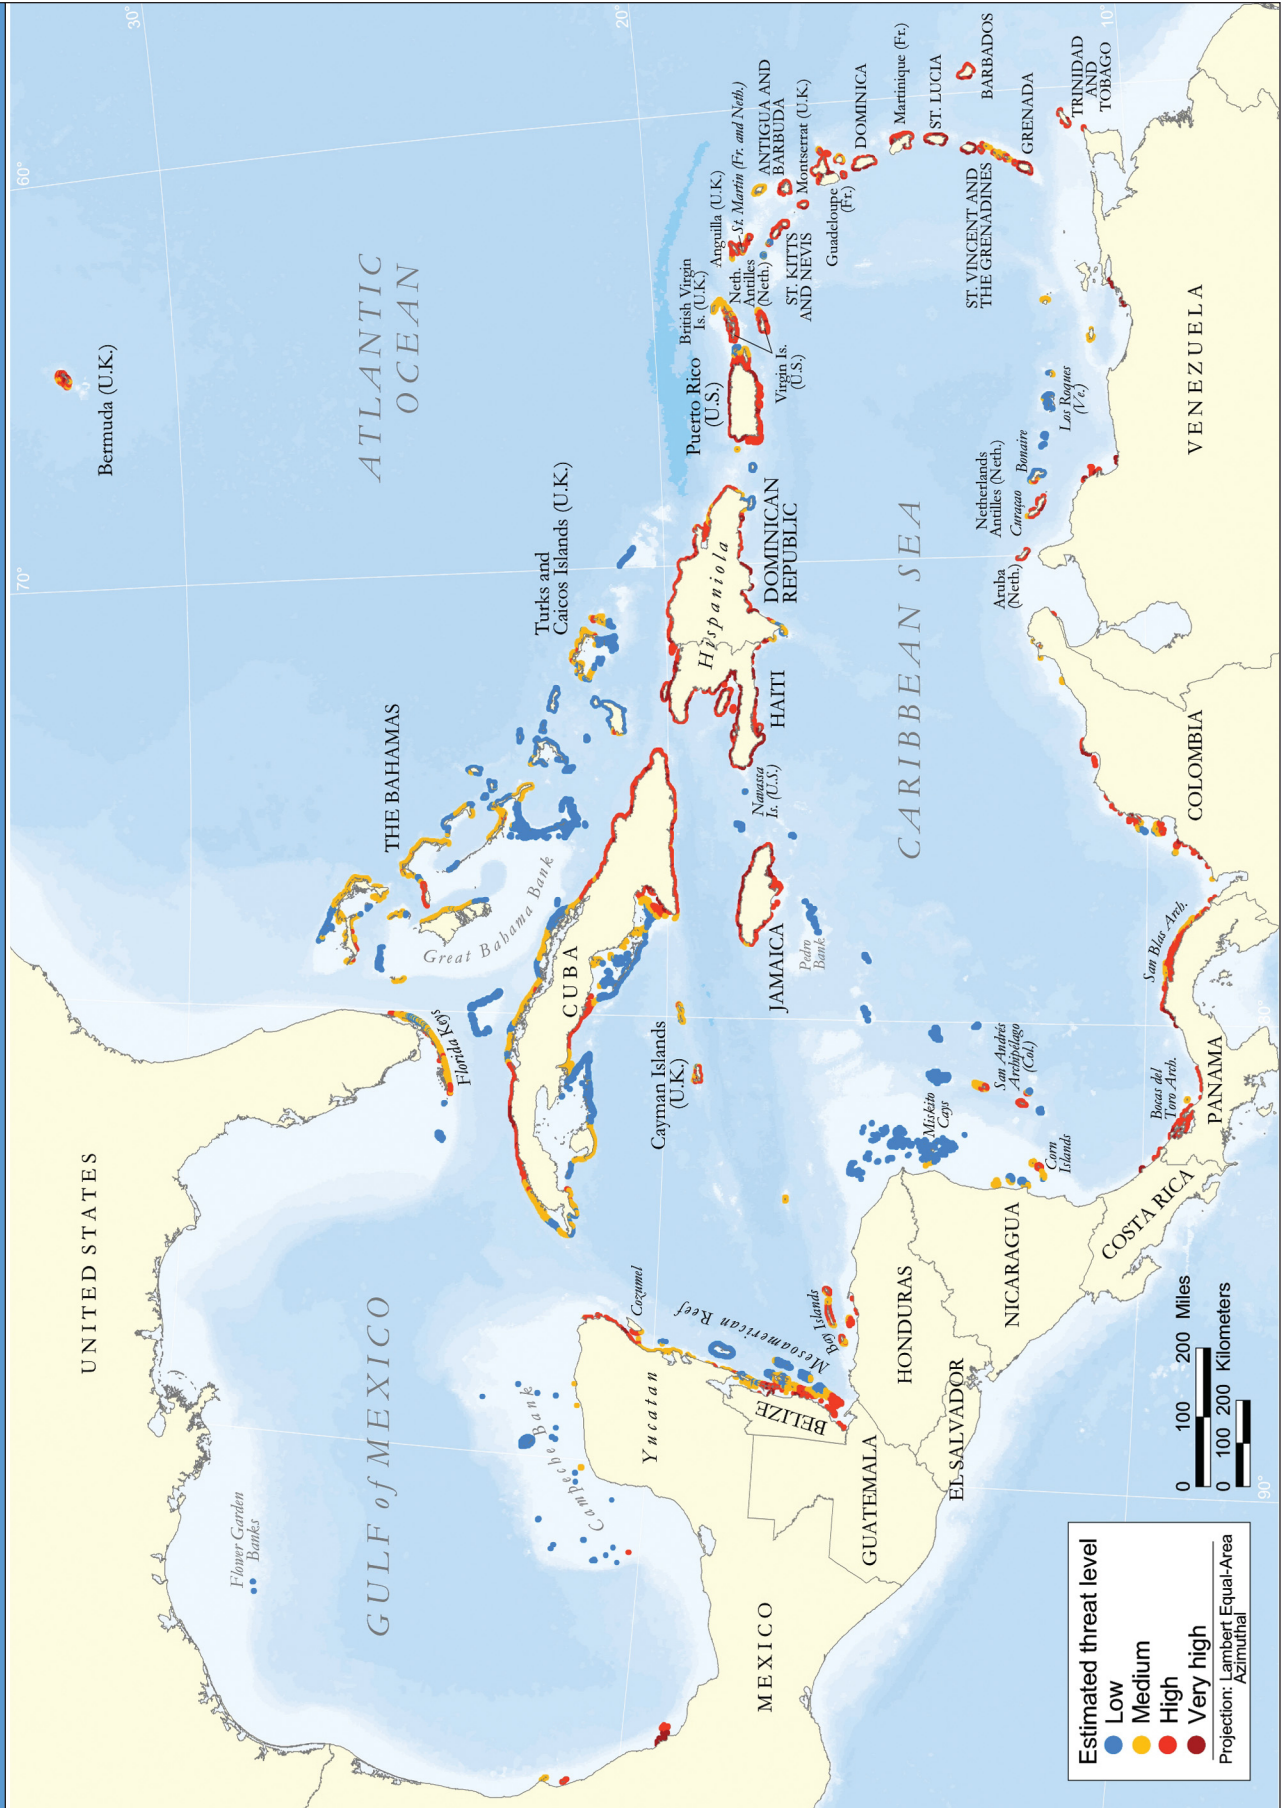 UNITED STATES
Flower Garden
Banks
GULF of MEXICO
Campeche Bank
MEXICO
Yucatan
Cozumel
Mesoamerican Reef
BELIZE
GUATEMALA
EL SALVADOR
HONDURAS
Bay Islands
NICARAGUA
Corn
Islands
COSTA RICA
PANAMA
Bocas del
Toro Arch.
San Blas Arch.
Miskito
Cays
San Andrés
Archipélago
(Col.)
Florida Keys
CUBA
Great Bahama Bank
THE BAHAMAS
Cayman Islands
(U.K.)
JAMAICA
Pedro
Bank
Navassa
Is. (U.S.)
HAITI
Hispaniola
DOMINICAN
REPUBLIC
Turks and
Caicos Islands (U.K.)
ATLANTIC
OCEAN
Bermuda (U.K.)
CARIBBEAN SEA
Puerto Rico
(U.S.)
British Virgin
Is. (U.K.)
Virgin Is.
(U.S.)
Anguilla (U.K.)
St. Martin (Fr. and Neth.)
Neth.
Antilles
(Neth.)
ST. KITTS
AND NEVIS
ANTIGUA AND
BARBUDA
Montserrat (U.K.)
Guadeloupe
(Fr.)
DOMINICA
Martinique (Fr.)
ST. LUCIA
BARBADOS
ST. VINCENT AND
THE GRENADINES
GRENADA
TRINIDAD
AND
TOBAGO
COLOMBIA
VENEZUELA
Aruba
(Neth.)
Netherlands
Antilles (Neth.)
Curaçao
Bonaire
Los Roques
(Ve.)
30°
20°
10°
60°
70°
80°
90°
Estimated threat level
Low
Medium
High
Very high
Projection: Lambert Equal-Area
Azimuthal
0 100 200 Miles
0 100 200 Kilometers